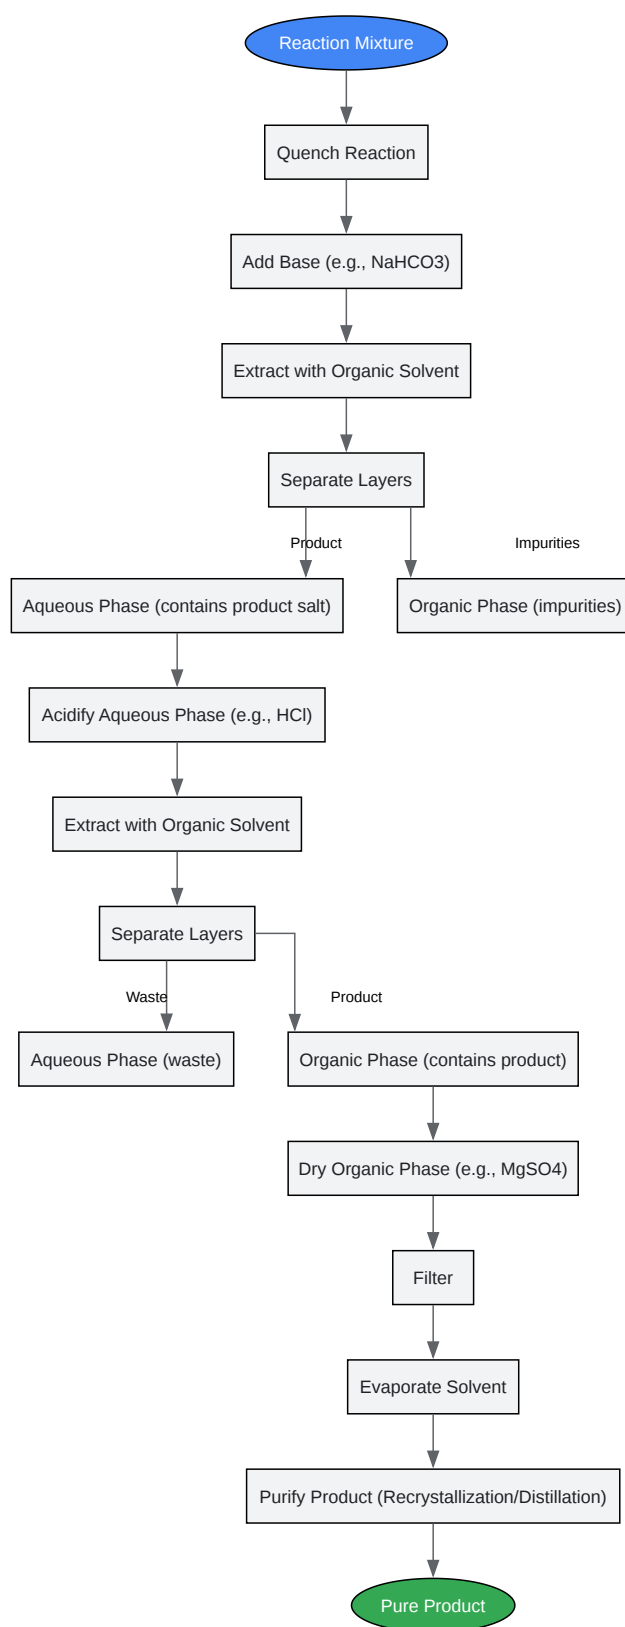 Reaction Mixture
Quench Reaction
Add Base (e.g., NaHCO3)
Extract with Organic Solvent
Separate Layers
Product
Impurities
Aqueous Phase (contains product salt)
Organic Phase (impurities)
Acidify Aqueous Phase (e.g., HCl)
Extract with Organic Solvent
Separate Layers
Waste
Product
Aqueous Phase (waste)
Organic Phase (contains product)
Dry Organic Phase (e.g., MgSO4)
Filter
Evaporate Solvent
Purify Product (Recrystallization/Distillation)
Pure Product